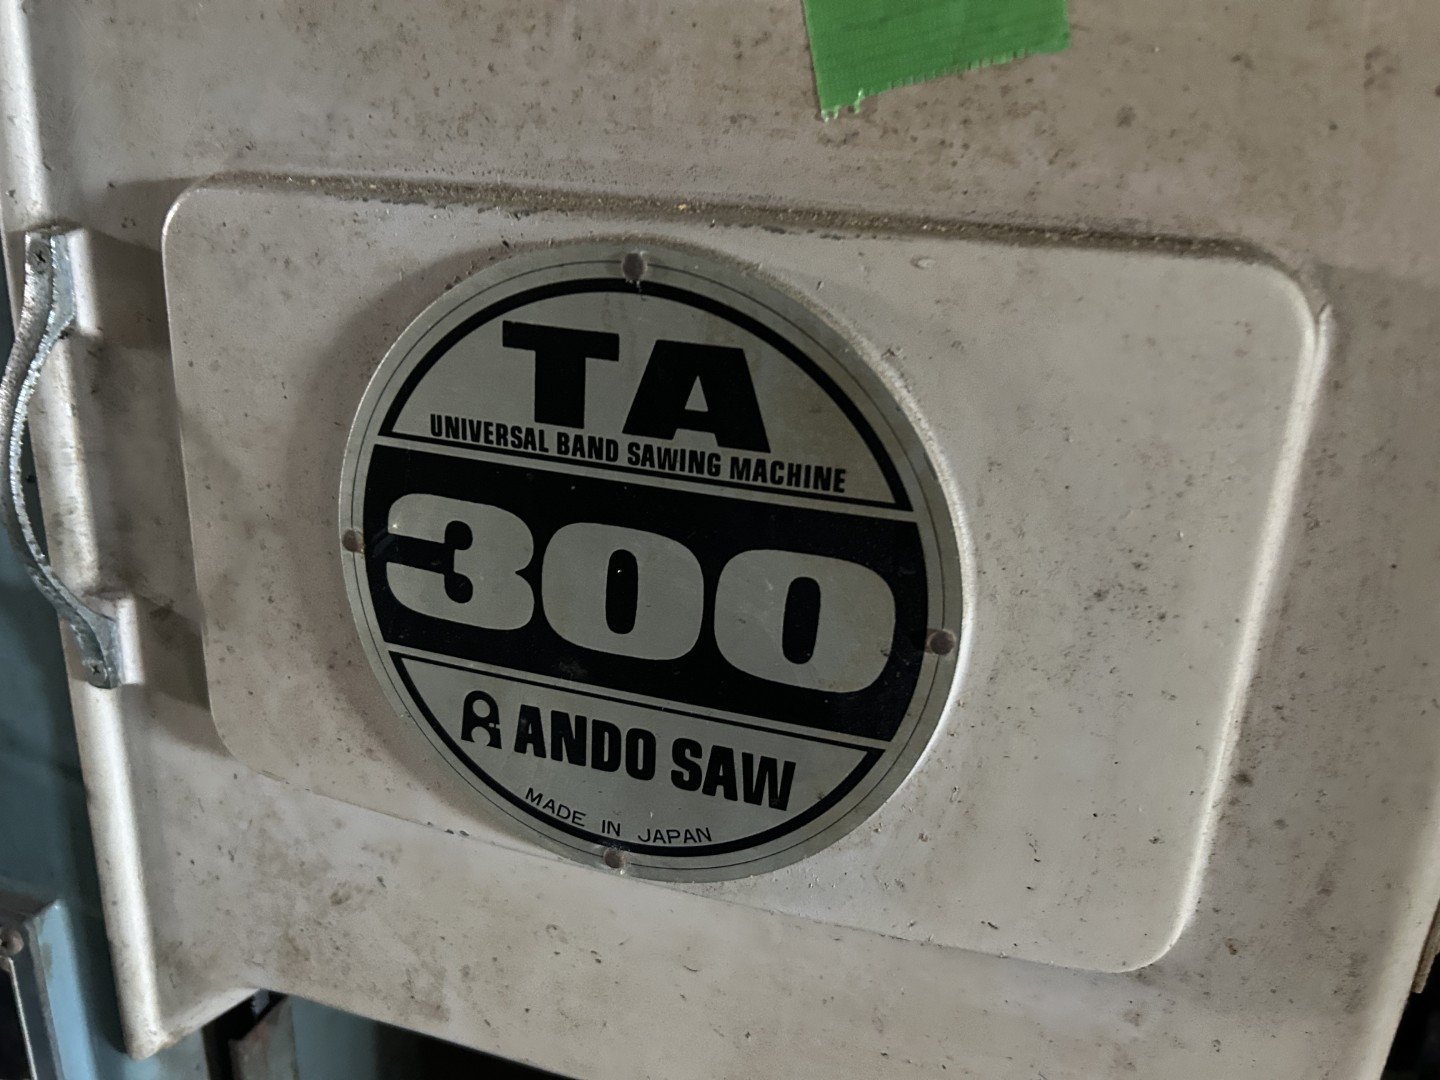 TA
UNIVERSAL BAND SAWING MACHINE
300
ANDO SAW
MADE IN JAPAN